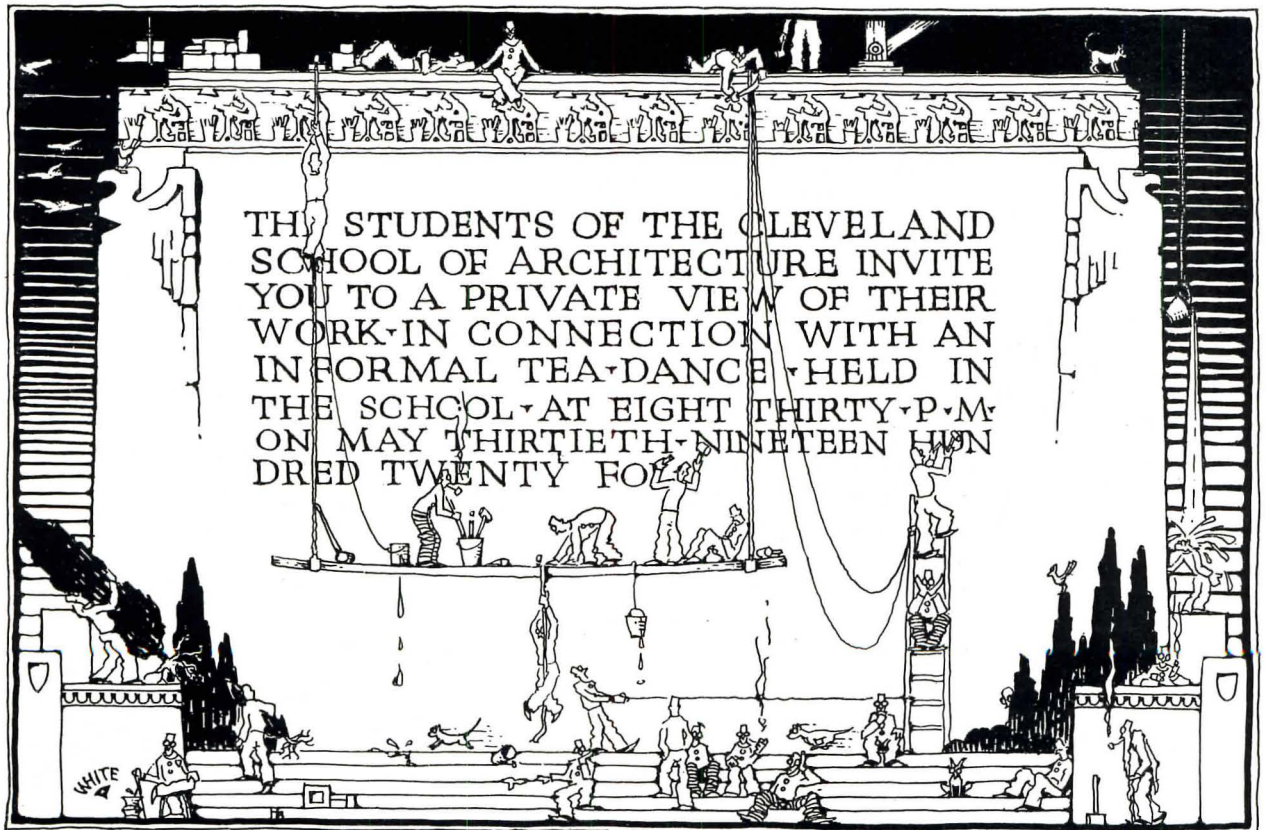 THE STUDENTS OF THE CLEVELAND
SCHOOL OF ARCHITECTURE INVITE
YOU TO A PRIVATE VIEW OF THEIR
WORK▾IN CONNECTION WITH AN
INFORMAL TEA▾DANCE▾HELD IN
THE SCHOOL▾AT EIGHT THIRTY▾P▾M▾
ON MAY THIRTIETH▾NINETEEN HUN
DRED TWENTY FO
WHITE